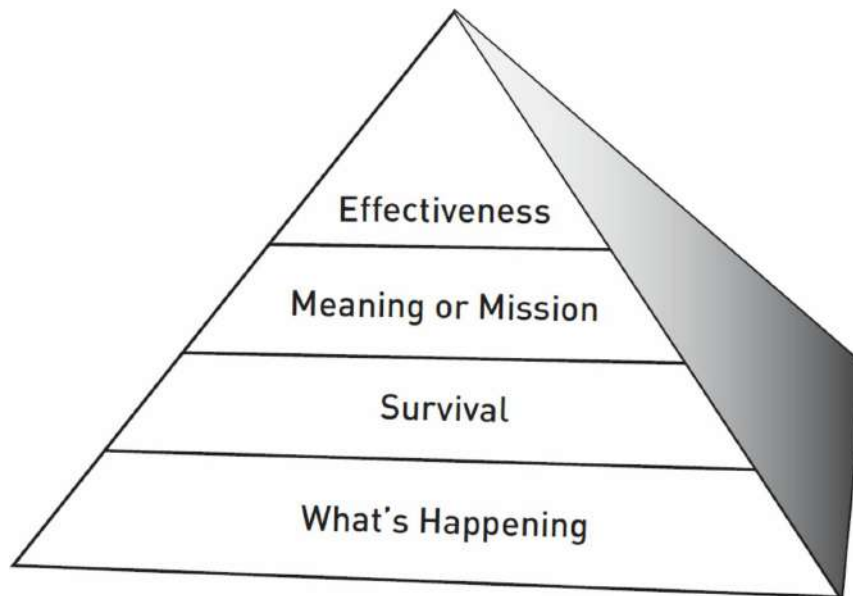 Effectiveness
Meaning or Mission
Survival
What's Happening